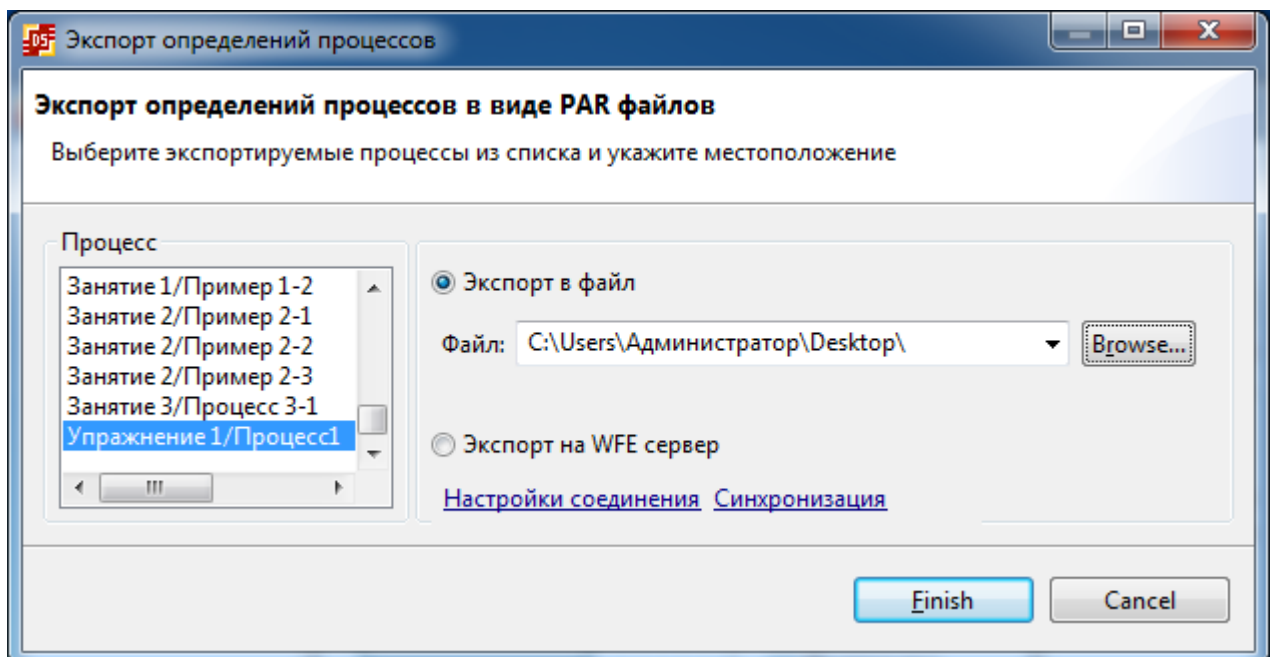 Экспорт определений процессов
Экспорт определений процессов в виде PAR файлов
Выберите экспортируемые процессы из списка и укажите местоположение
Процесс
Занятие 1/Пример 1-2
Занятие 2/Пример 2-1
Занятие 2/Пример 2-2
Занятие 2/Пример 2-3
Занятие 3/Процесс 3-1
Упражнение 1/Процесс1
Экспорт в файл
Файл: C:\Users\Администратор\Desktop\ Browse...
Экспорт на WFE сервер
Настройки соединения Синхронизация
Finish Cancel